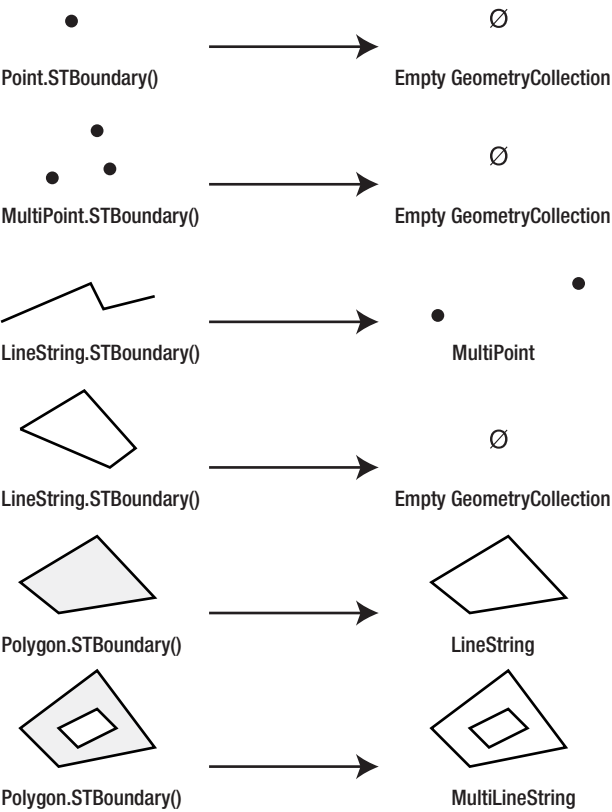 ∅
Point.STBoundary() Empty GeometryCollection
∅
MultiPoint.STBoundary() Empty GeometryCollection
LineString.STBoundary() MultiPoint
∅
LineString.STBoundary() Empty GeometryCollection
Polygon.STBoundary() LineString
Polygon.STBoundary() MultiLineString